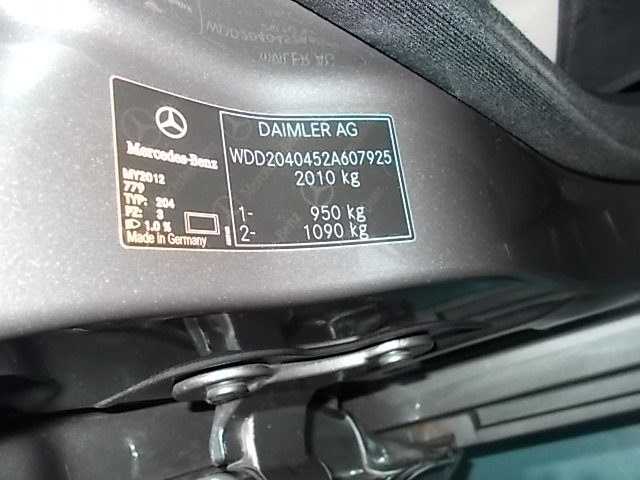 Mercedes-Benz
MY2012
779
TYP: 204
PZ: 3
1.0 %
Made in Germany
DAIMLER AG
WDD2040452A607925
2010 kg
1- 950 kg
2- 1090 kg